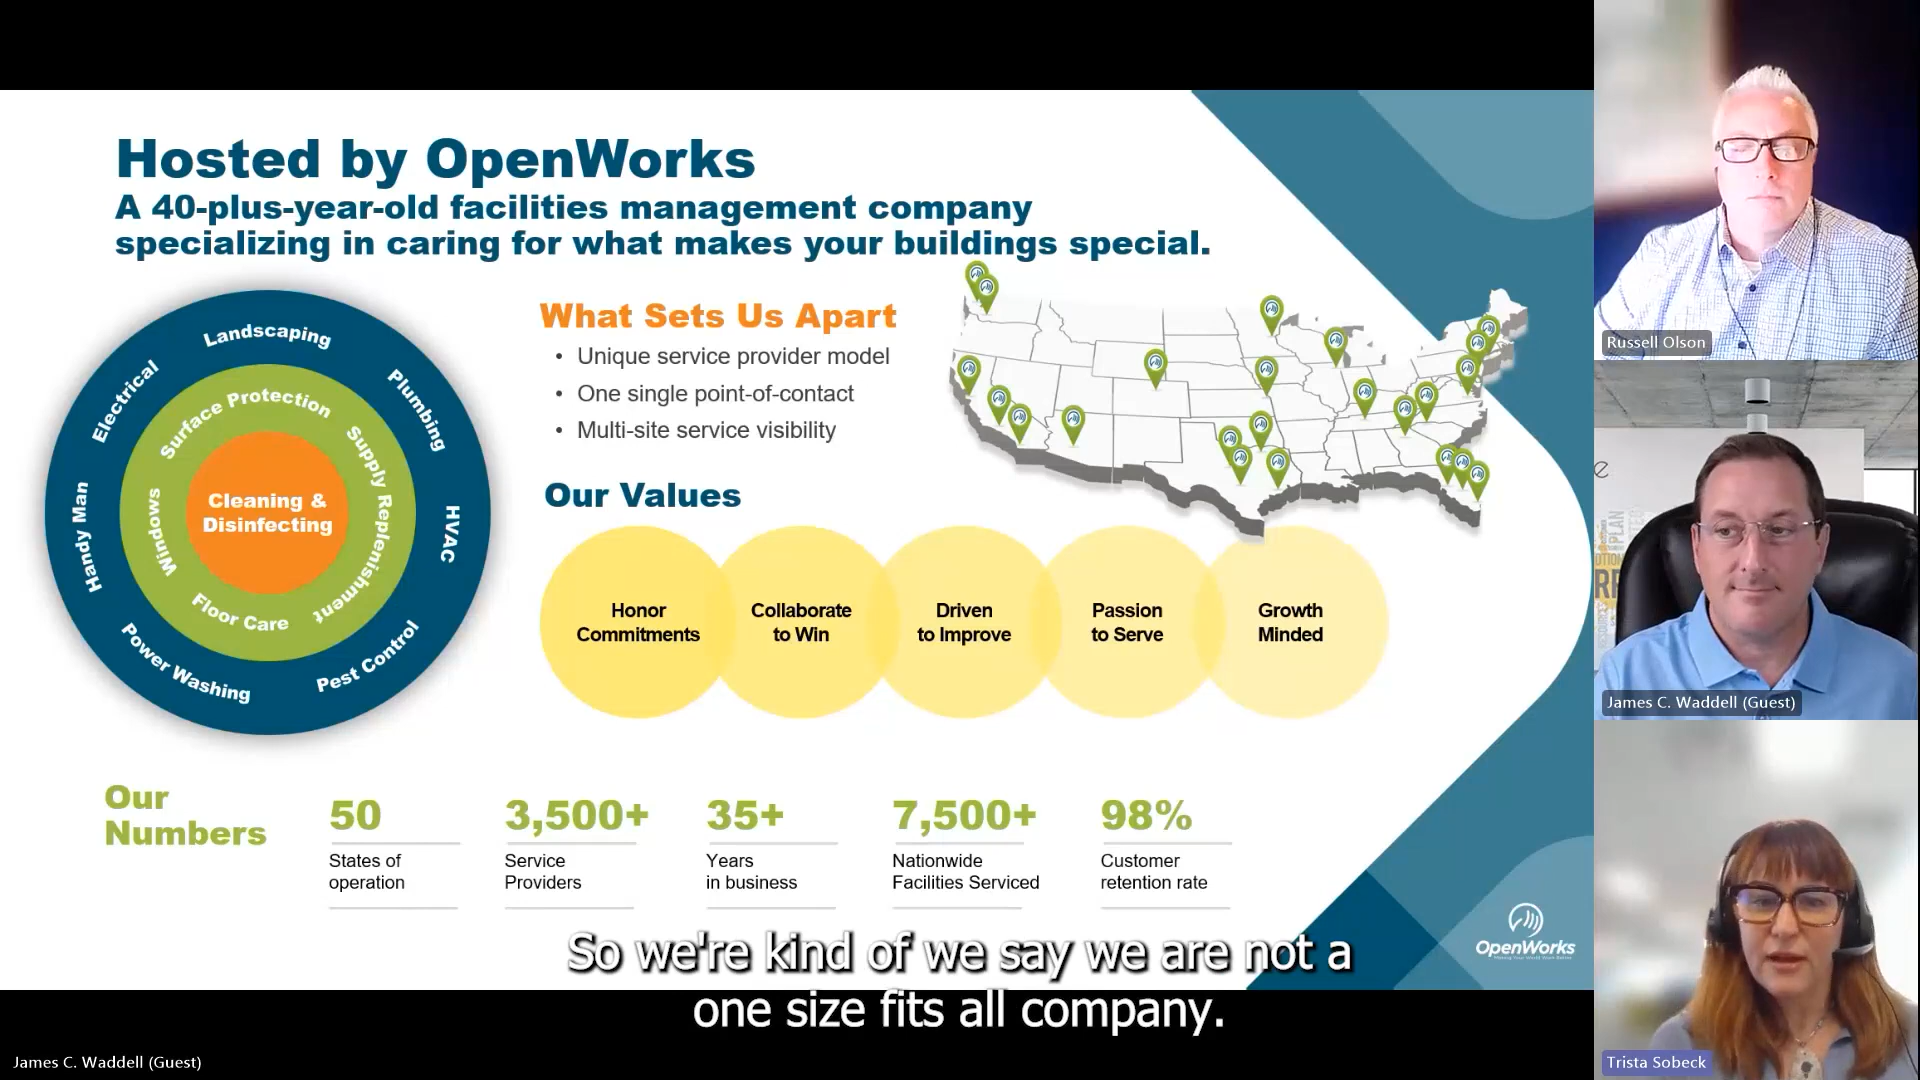 Hosted by OpenWorks
A 40-plus-year-old facilities management company
specializing in caring for what makes your buildings special.
Landscaping
Electrical
Plumbing
Handy Man
HVAC
Power Washing
Pest Control
Surface Protection
Supply Replenishment
Windows
Floor Care
Cleaning &
Disinfecting
What Sets Us Apart
• Unique service provider model
• One single point-of-contact
• Multi-site service visibility
Our Values
Honor
Commitments
Collaborate
to Win
Driven
to Improve
Passion
to Serve
Growth
Minded
Our
Numbers
50
States of
operation
3,500+
Service
Providers
35+
Years
in business
7,500+
Nationwide
Facilities Serviced
98%
Customer
retention rate
OpenWorks
So we're kind of we say we are not a
one size fits all company.
James C. Waddell (Guest)
Russell Olson
PLAN
James C. Waddell (Guest)
Trista Sobeck